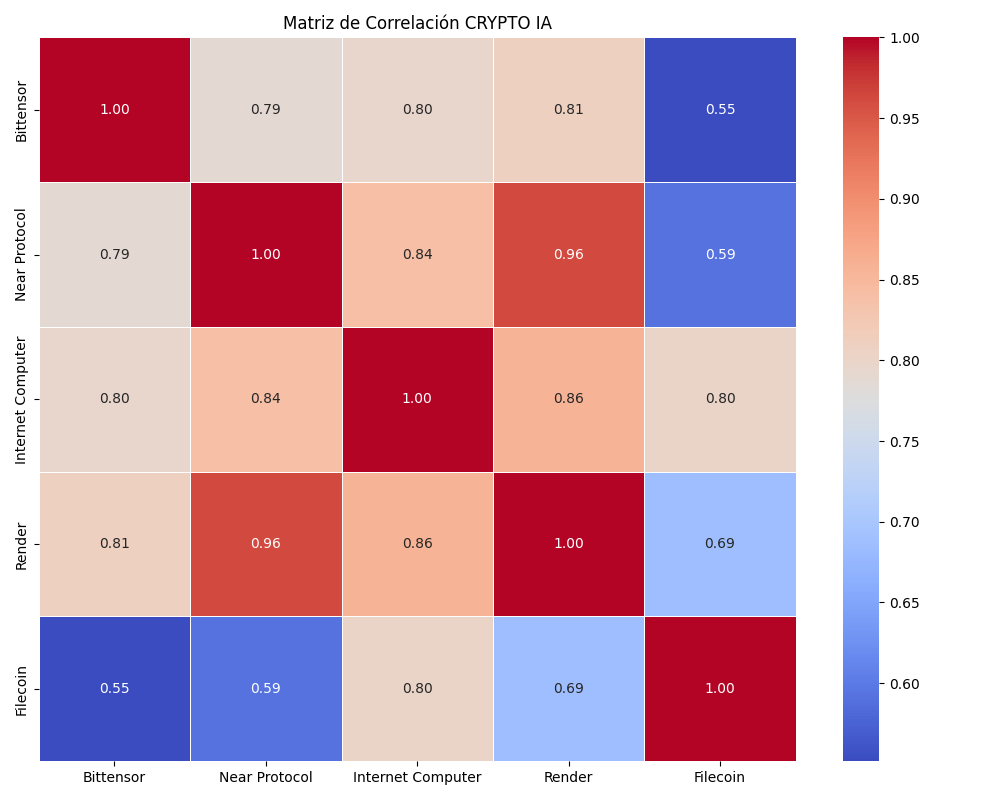 Matriz de Correlación CRYPTO IA
Bittensor
Near Protocol
Internet Computer
Render
Filecoin
1.00 0.79 0.80 0.81 0.55
0.79 1.00 0.84 0.96 0.59
0.80 0.84 1.00 0.86 0.80
0.81 0.96 0.86 1.00 0.69
0.55 0.59 0.80 0.69 1.00
Bittensor Near Protocol Internet Computer Render Filecoin
1.00
0.95
0.90
0.85
0.80
0.75
0.70
0.65
0.60